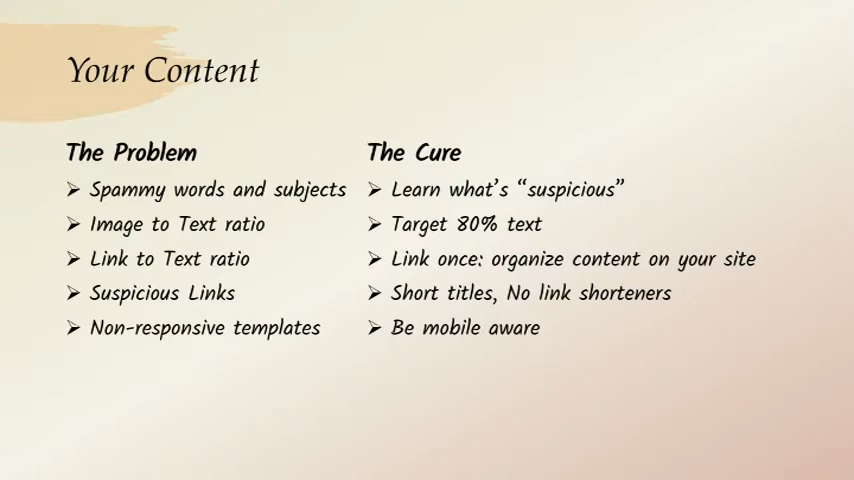 Your Content
The Problem
➢ Spammy words and subjects
➢ Image to Text ratio
➢ Link to Text ratio
➢ Suspicious Links
➢ Non-responsive templates
The Cure
➢ Learn what’s “suspicious”
➢ Target 80% text
➢ Link once: organize content on your site
➢ Short titles, No link shorteners
➢ Be mobile aware